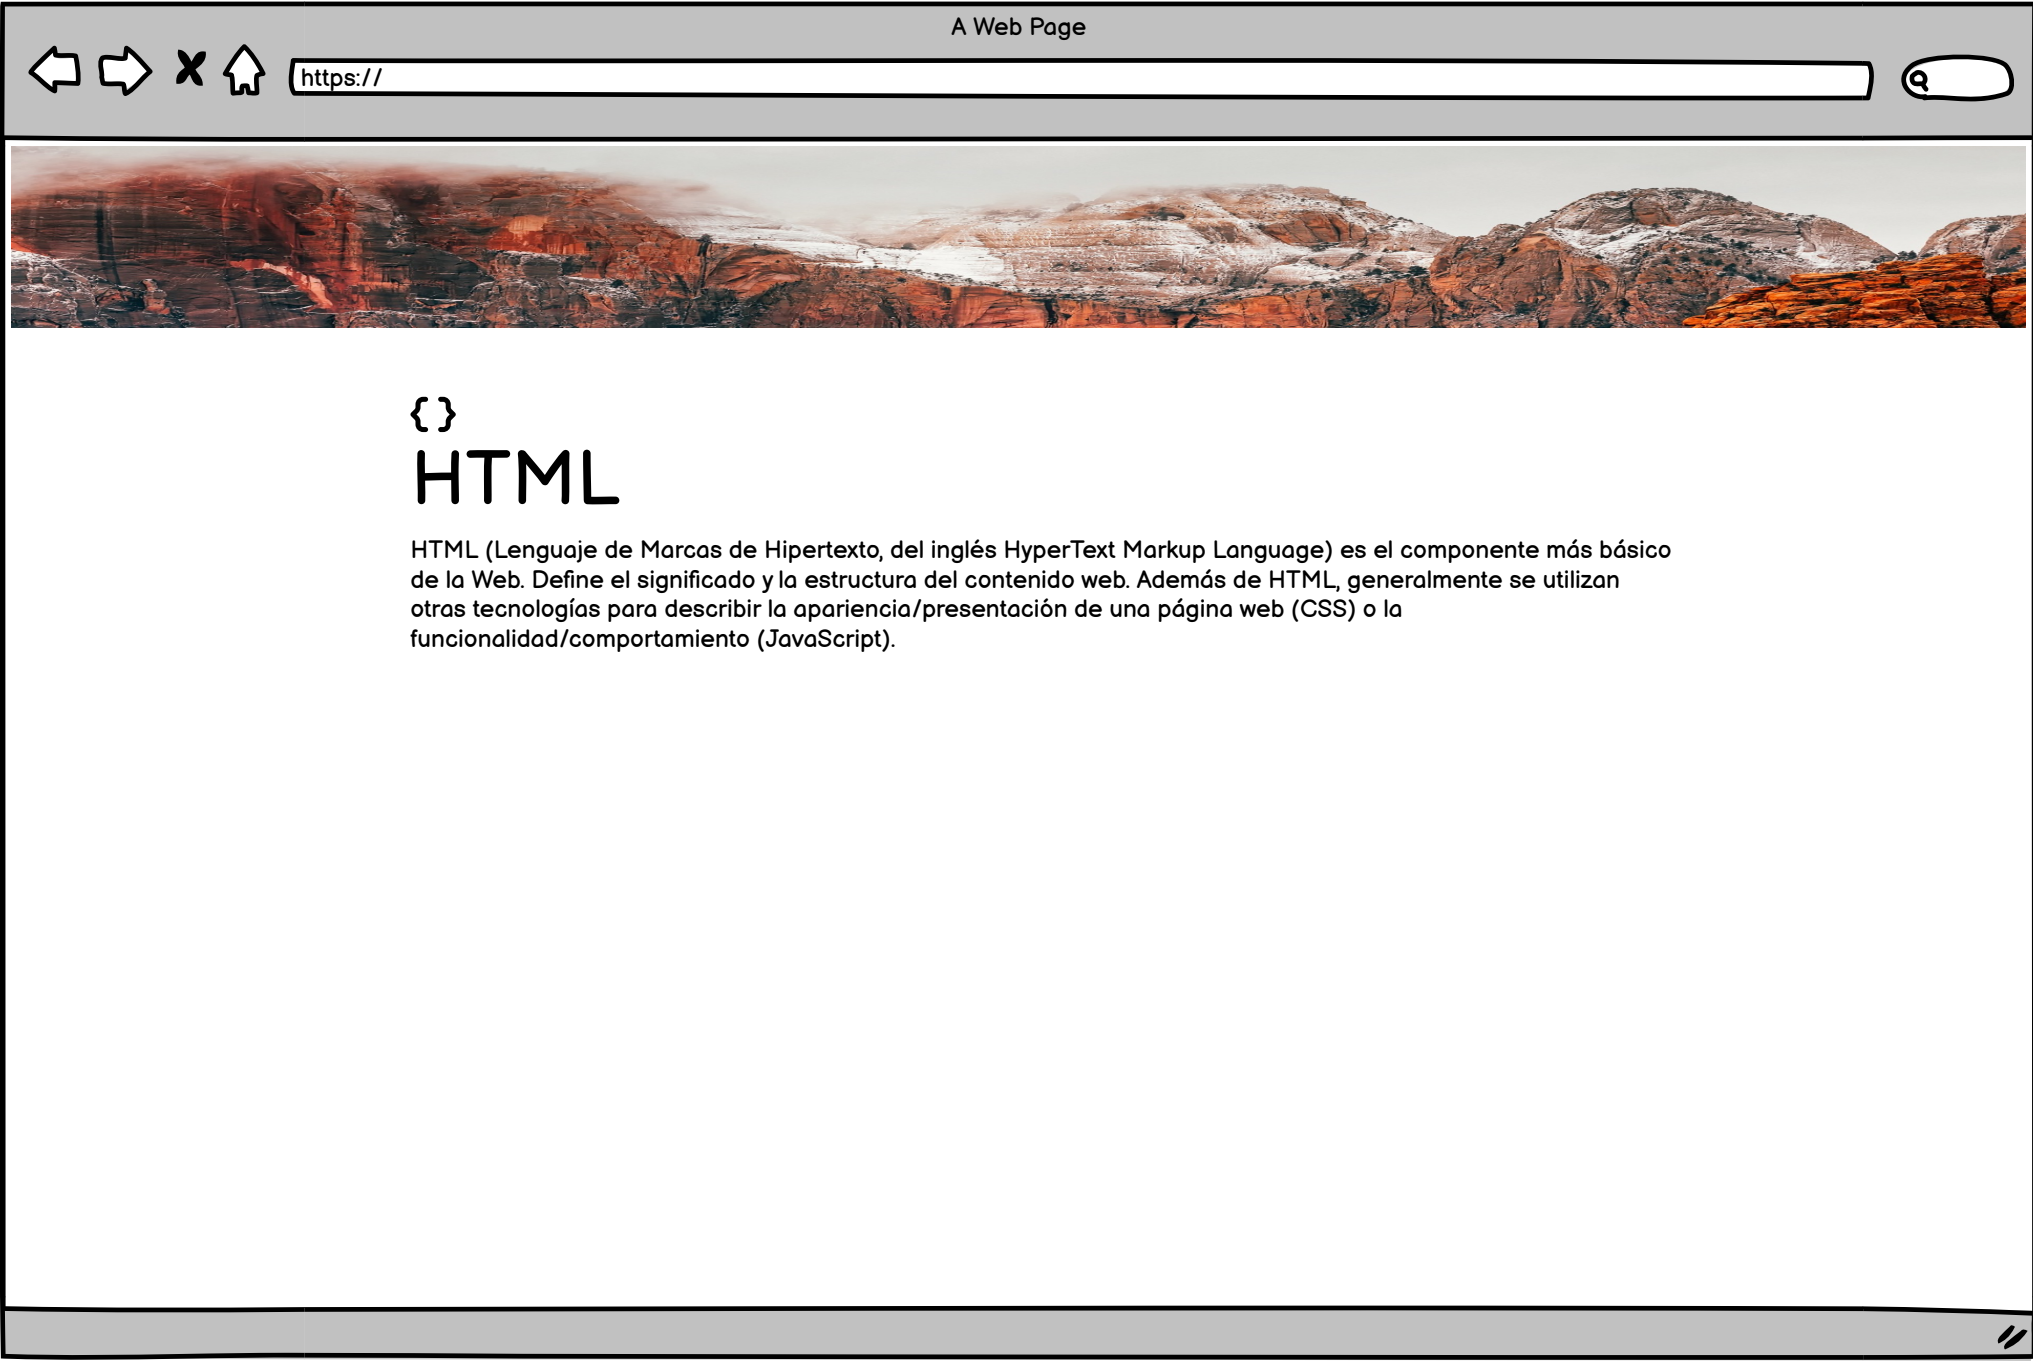 A Web Page
https://
{ }
HTML
HTML (Lenguaje de Marcas de Hipertexto, del inglés HyperText Markup Language) es el componente más básico
de la Web. Define el significado y la estructura del contenido web. Además de HTML, generalmente se utilizan
otras tecnologías para describir la apariencia/presentación de una página web (CSS) o la
funcionalidad/comportamiento (JavaScript).